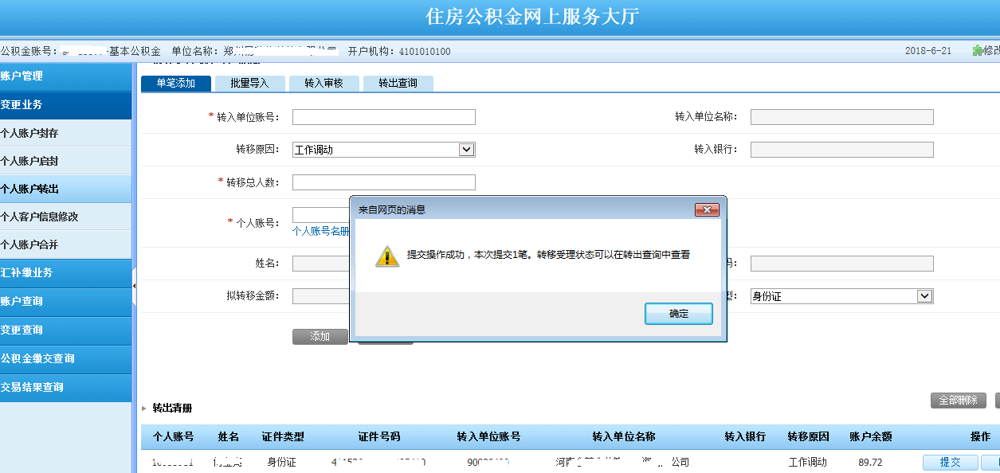 住房公积金网上服务大厅
公积金账号： -基本公积金 单位名称：郑州 开户机构：4101010100 2018-6-21 修改
账户管理
变更业务
个人账户封存
个人账户启封
个人账户转出
个人客户信息修改
个人账户合并
汇补缴业务
账户查询
变更查询
公积金缴交查询
交易结果查询
单笔添加 批量导入 转入审核 转出查询
* 转入单位账号： 转入单位名称：
转移原因： 工作调动 转入银行：
* 转移总人数：
* 个人账号：
个人账号名册
姓名： 码：
拟转移金额： 型： 身份证
添加
来自网页的消息
提交操作成功，本次提交1笔。转移受理状态可以在转出查询中查看
确定
转出清册 全部删除
个人账号 姓名 证件类型 证件号码 转入单位账号 转入单位名称 转入银行 转移原因 账户余额 操作
身份证 河南 公司 工作调动 89.72 提交